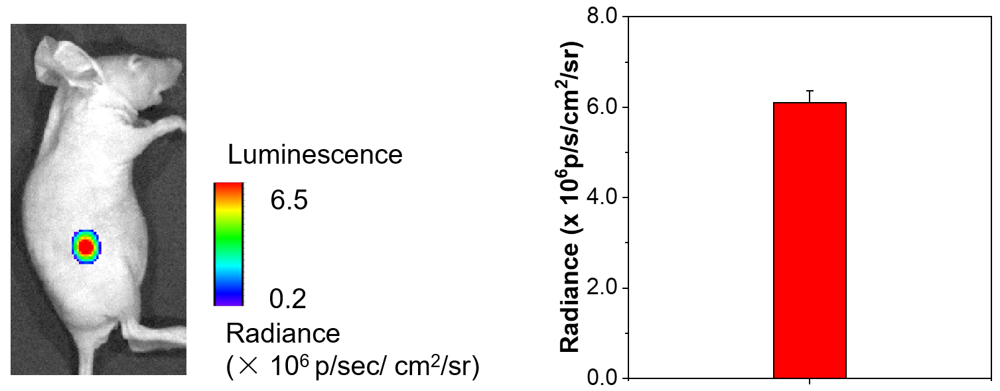 Luminescence
6.5
0.2
Radiance
(× 10⁶ p/sec/ cm²/sr)
Radiance (x 10⁶p/s/cm²/sr)
8.0
6.0
4.0
2.0
0.0